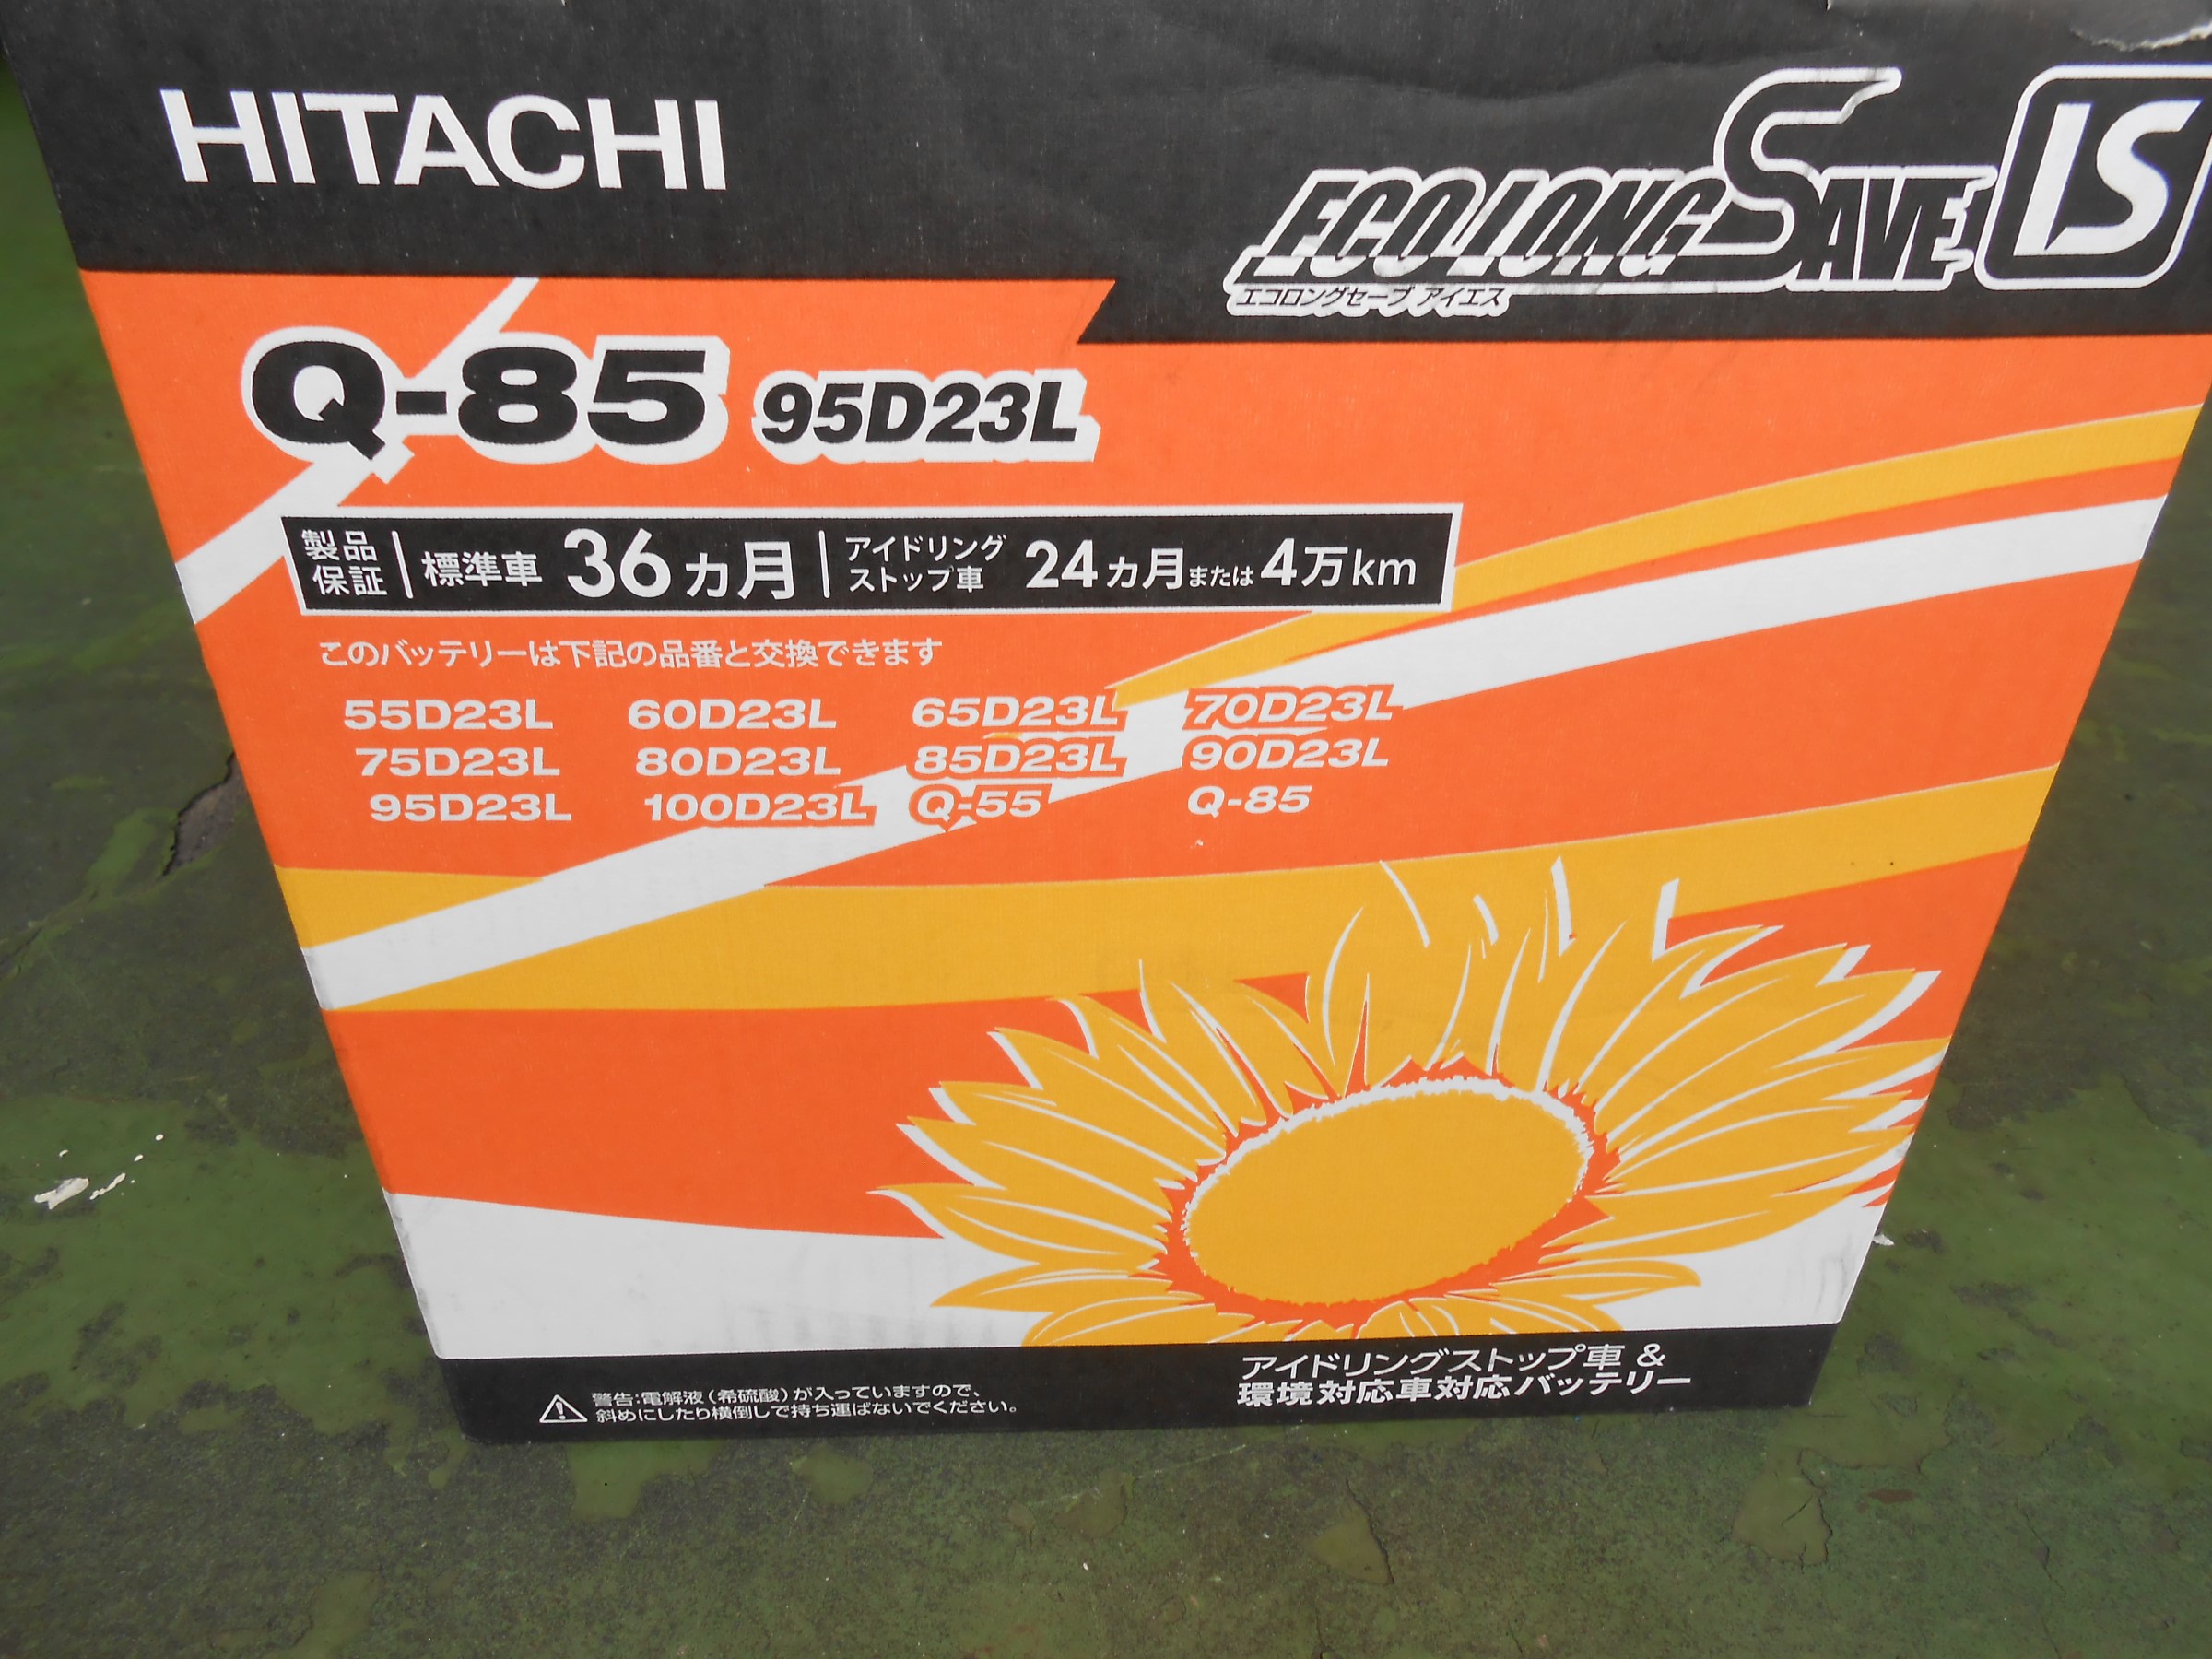 HITACHI
ECO LONG SAVE IS
エコロングセーブ アイエス
Q-85 95D23L
製品保証 標準車 36ヵ月 アイドリングストップ車 24ヵ月または4万km
このバッテリーは下記の品番と交換できます
55D23L 60D23L 65D23L 70D23L
75D23L 80D23L 85D23L 90D23L
95D23L 100D23L Q-55 Q-85
アイドリングストップ車 &
環境対応車対応バッテリー
警告:電解液(希硫酸)が入っていますので、
斜めにしたり横倒しで持ち運ばないでください。